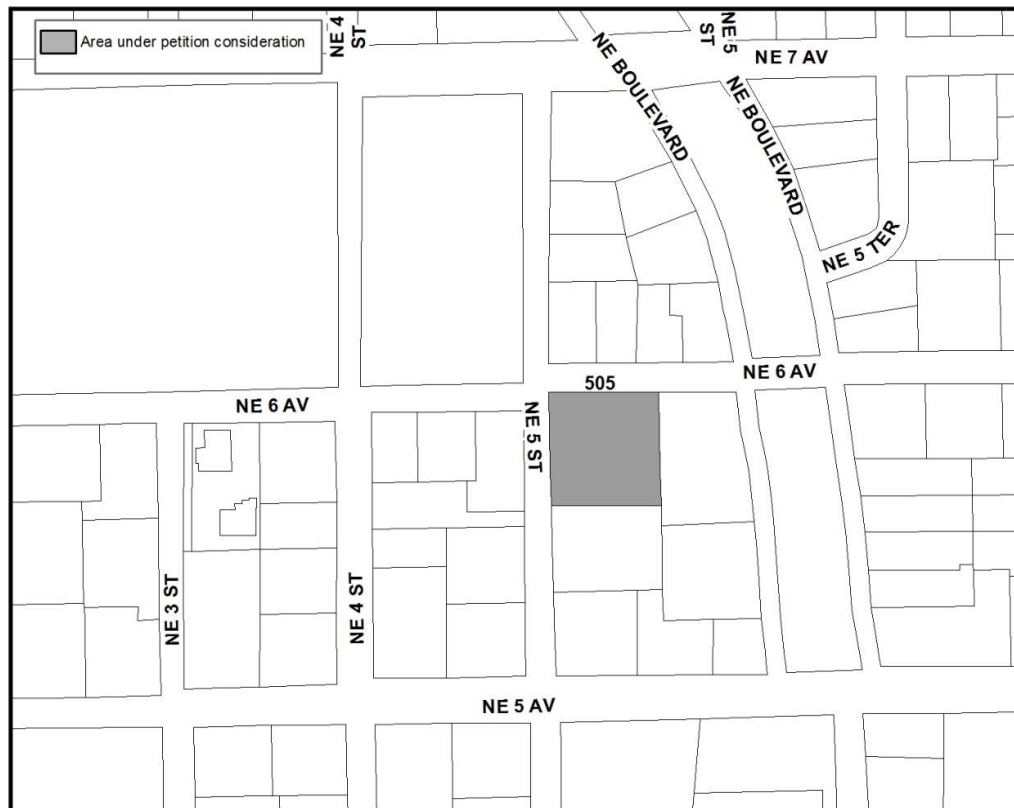 Area under petition consideration
NE 4
ST
NE 5
ST
NE 7 AV
NE BOULEVARD
NE BOULEVARD
NE 5 TER
505
NE 6 AV
NE 6 AV
NE 5 ST
NE 3 ST
NE 4 ST
NE 5 AV